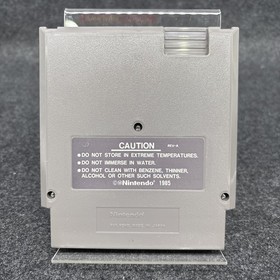 CAUTION
REV-A
●DO NOT STORE IN EXTREME TEMPERATURES.
●DO NOT IMMERSE IN WATER.
●DO NOT CLEAN WITH BENZENE, THINNER,
ALCOHOL OR OTHER SUCH SOLVENTS.
©Nintendo 1985